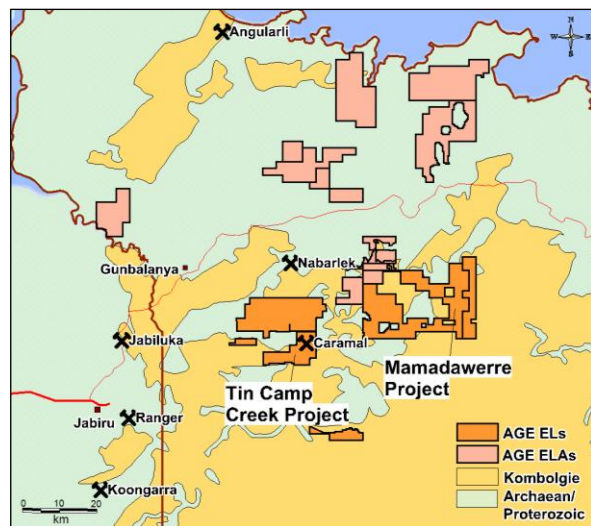 N
W E
S
Angularli
Gunbalanya
Nabarlek
Jabiluka
Caramal
Tin Camp
Creek Project
Mamadawerre
Project
Jabiru
Ranger
Koongarra
0 10 20
km
AGE ELs
AGE ELAs
Kombolgie
Archaean/
Proterozoic